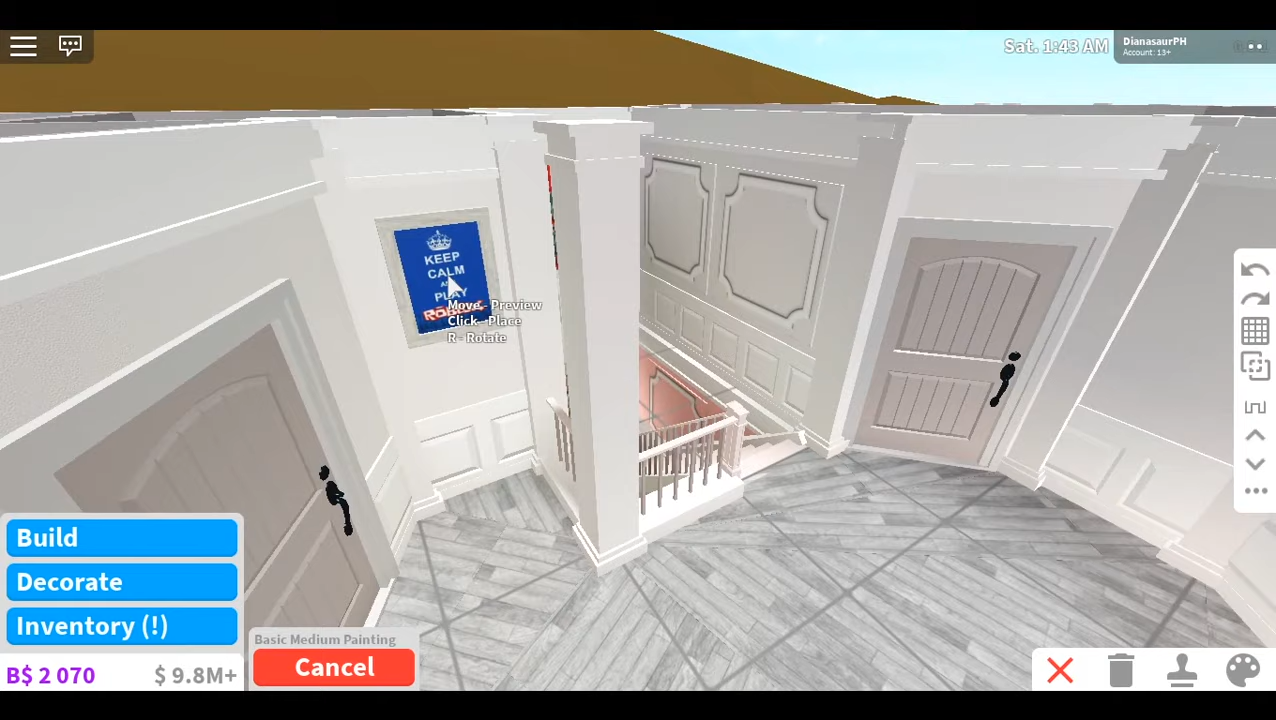 Sat. 1:43 AM
DianasaurPH
Account: 13+
KEEP
CALM
PLAY
ROBLOX
Move - Preview
Click - Place
R - Rotate
Build
Decorate
Inventory (!)
Basic Medium Painting
Cancel
B$ 2 070
$ 9.8M+